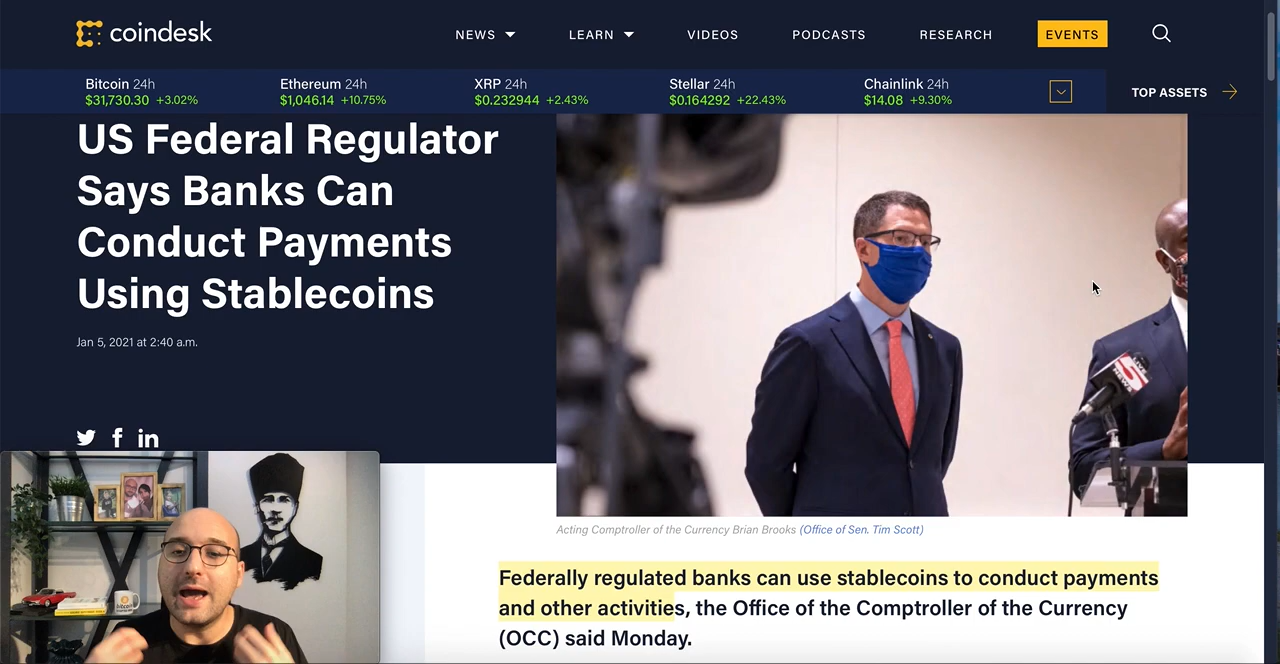 coindesk
NEWS LEARN VIDEOS PODCASTS RESEARCH EVENTS
Bitcoin 24h
$31,730.30 +3.02%
Ethereum 24h
$1,046.14 +10.75%
XRP 24h
$0.232944 +2.43%
Stellar 24h
$0.164292 +22.43%
Chainlink 24h
$14.08 +9.30%
TOP ASSETS
US Federal Regulator
Says Banks Can
Conduct Payments
Using Stablecoins
Jan 5, 2021 at 2:40 a.m.
LIVE
5
NEWS
Acting Comptroller of the Currency Brian Brooks (Office of Sen. Tim Scott)
Federally regulated banks can use stablecoins to conduct payments
and other activities, the Office of the Comptroller of the Currency
(OCC) said Monday.
bitcoin